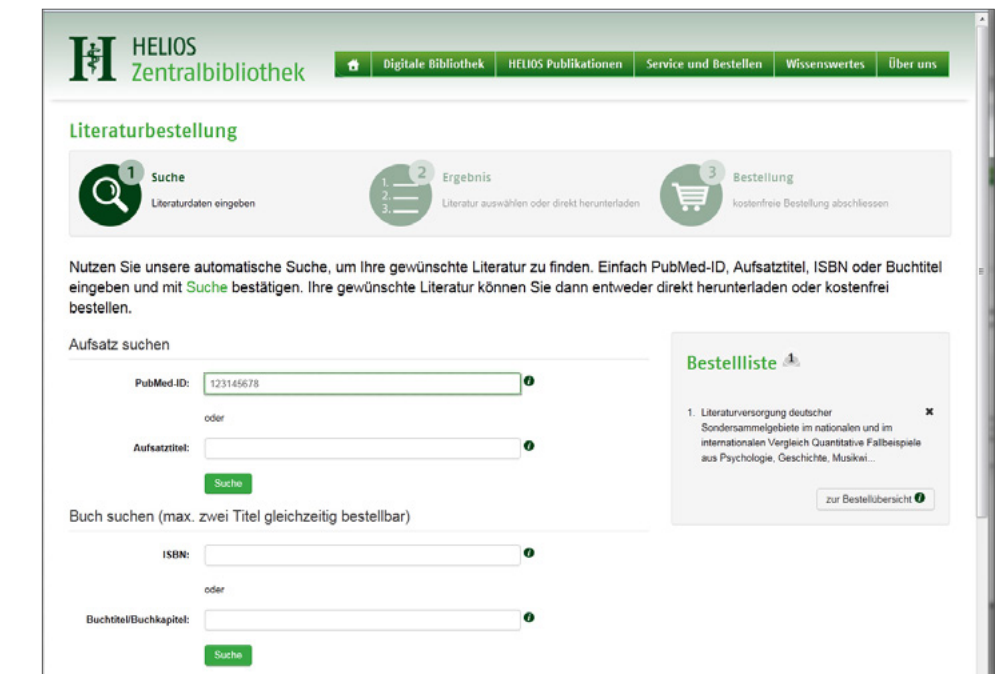 HELIOS
Zentralbibliothek
Digitale Bibliothek HELIOS Publikationen Service und Bestellen Wissenswertes Über uns
Literaturbestellung
1 Suche
Literaturdaten eingeben
1. 2. 3.
2 Ergebnis
Literatur auswählen oder direkt herunterladen
3 Bestellung
kostenfreie Bestellung abschliessen
Nutzen Sie unsere automatische Suche, um Ihre gewünschte Literatur zu finden. Einfach PubMed-ID, Aufsatztitel, ISBN oder Buchtitel
eingeben und mit Suche bestätigen. Ihre gewünschte Literatur können Sie dann entweder direkt herunterladen oder kostenfrei
bestellen.
Aufsatz suchen
PubMed-ID: 123145678
oder
Aufsatztitel:
Suche
Buch suchen (max. zwei Titel gleichzeitig bestellbar)
ISBN:
oder
Buchtitel/Buchkapitel:
Suche
Bestellliste 1
1. Literaturversorgung deutscher
Sondersammelgebiete im nationalen und im
internationalen Vergleich Quantitative Fallbeispiele
aus Psychologie, Geschichte, Musikwi...
zur Bestellübersicht